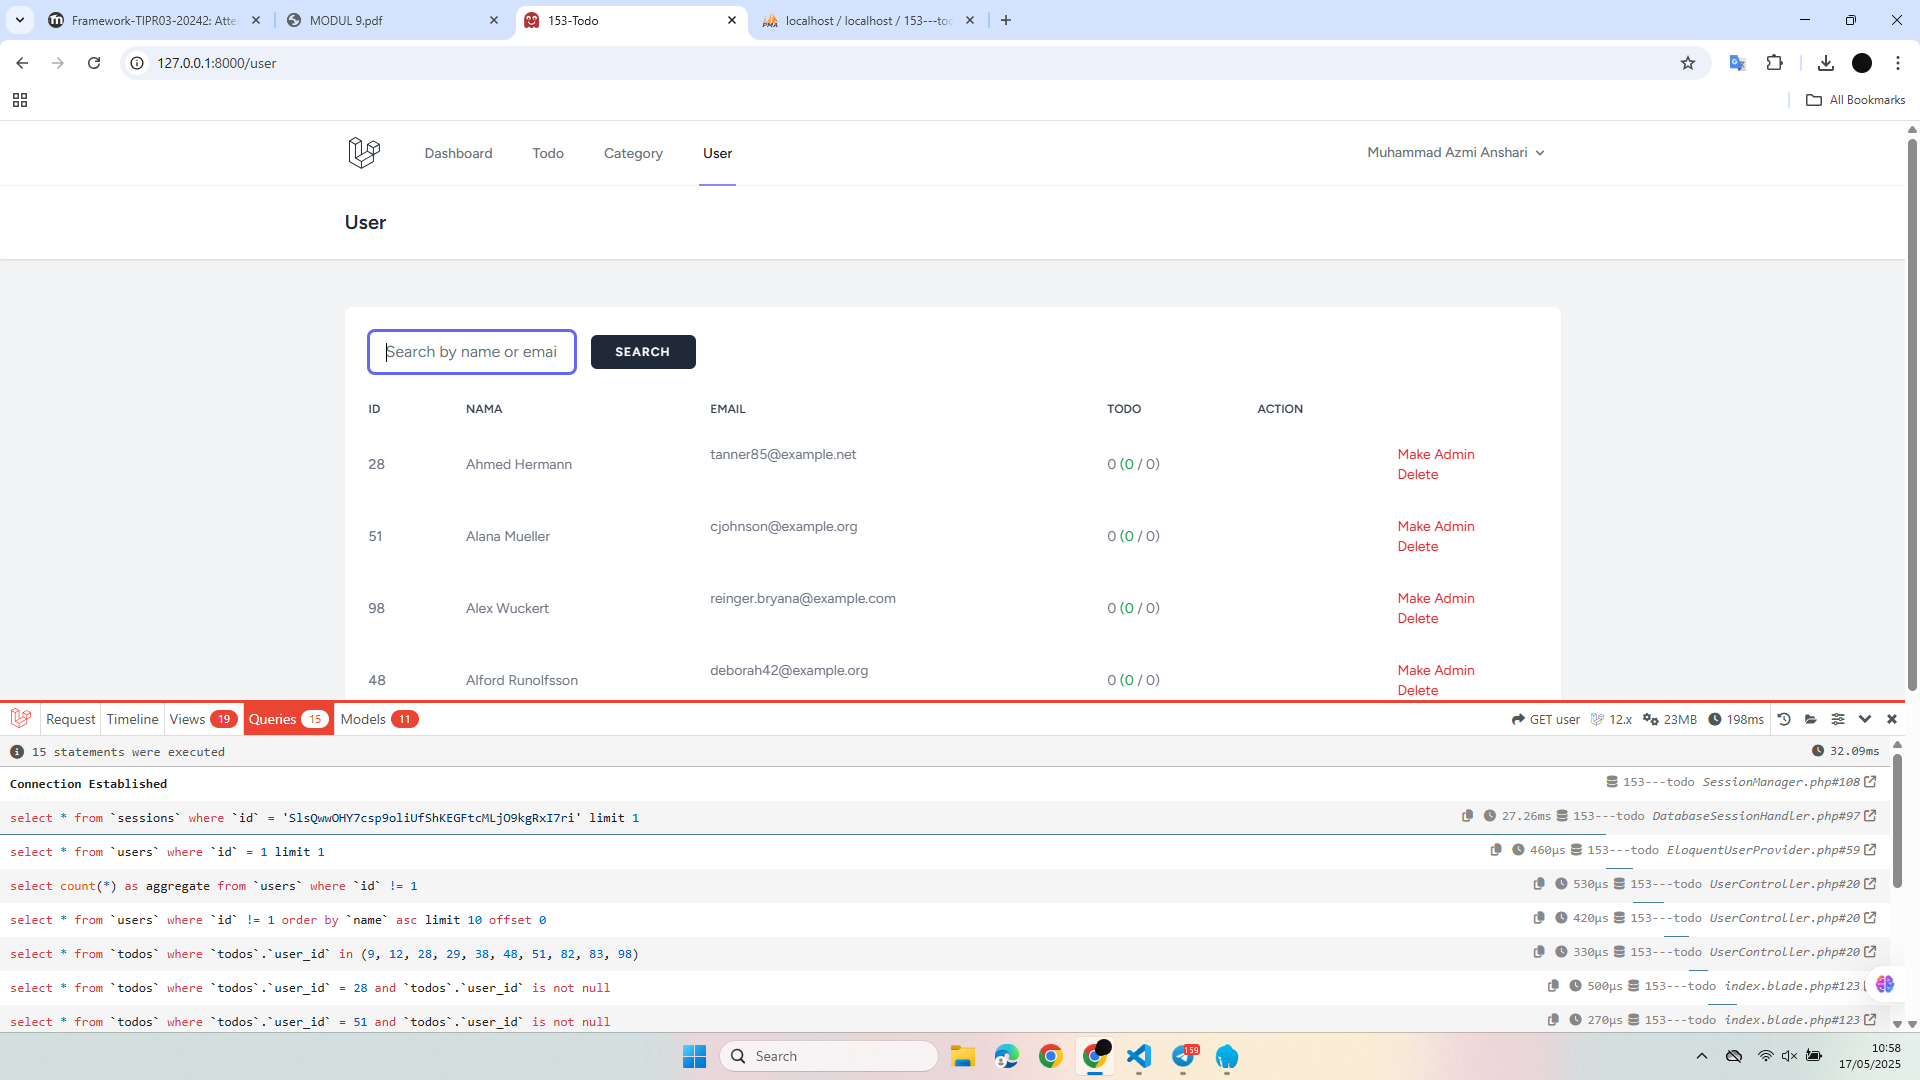 Framework-TIPR03-20242: Atte
MODUL 9.pdf
153-Todo
localhost / localhost / 153---to
127.0.0.1:8000/user
All Bookmarks
Dashboard
Todo
Category
User
Muhammad Azmi Anshari
User
Search by name or emai
SEARCH
ID NAMA EMAIL TODO ACTION
28 Ahmed Hermann tanner85@example.net 0 (0 / 0) Make Admin
Delete
51 Alana Mueller cjohnson@example.org 0 (0 / 0) Make Admin
Delete
98 Alex Wuckert reinger.bryana@example.com 0 (0 / 0) Make Admin
Delete
48 Alford Runolfsson deborah42@example.org 0 (0 / 0) Make Admin
Delete
Request Timeline Views 19 Queries 15 Models 11 GET user 12.x 23MB 198ms
15 statements were executed 32.09ms
Connection Established 153---todo SessionManager.php#108
select * from `sessions` where `id` = 'SlsQwwOHY7csp9oliUfShKEGFtcMLjO9kgRxI7ri' limit 1 27.26ms 153---todo DatabaseSessionHandler.php#97
select * from `users` where `id` = 1 limit 1 460μs 153---todo EloquentUserProvider.php#59
select count(*) as aggregate from `users` where `id` != 1 530μs 153---todo UserController.php#20
select * from `users` where `id` != 1 order by `name` asc limit 10 offset 0 420μs 153---todo UserController.php#20
select * from `todos` where `todos`.`user_id` in (9, 12, 28, 29, 38, 48, 51, 82, 83, 98) 330μs 153---todo UserController.php#20
select * from `todos` where `todos`.`user_id` = 28 and `todos`.`user_id` is not null 500μs 153---todo index.blade.php#123
select * from `todos` where `todos`.`user_id` = 51 and `todos`.`user_id` is not null 270μs 153---todo index.blade.php#123
Search
159
10:58
17/05/2025